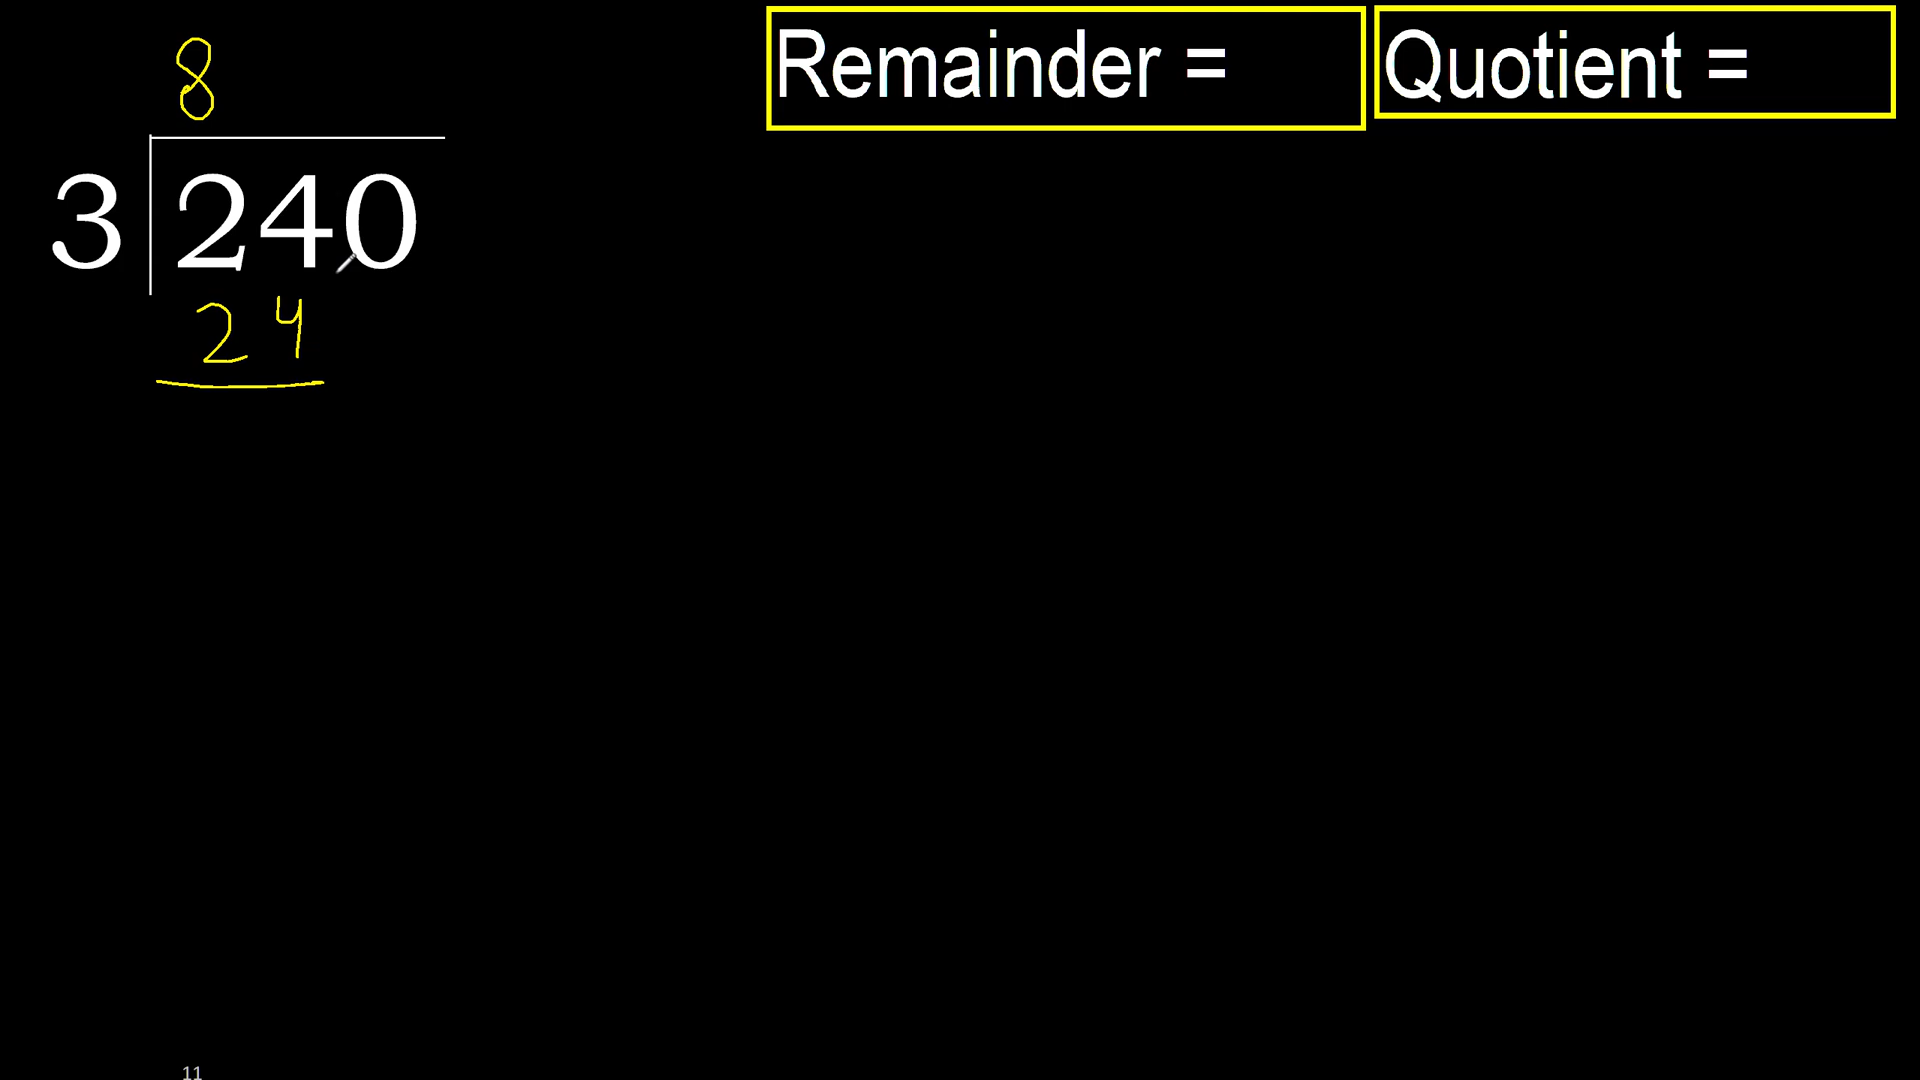 8
Remainder =
Quotient =
3 240
24
11